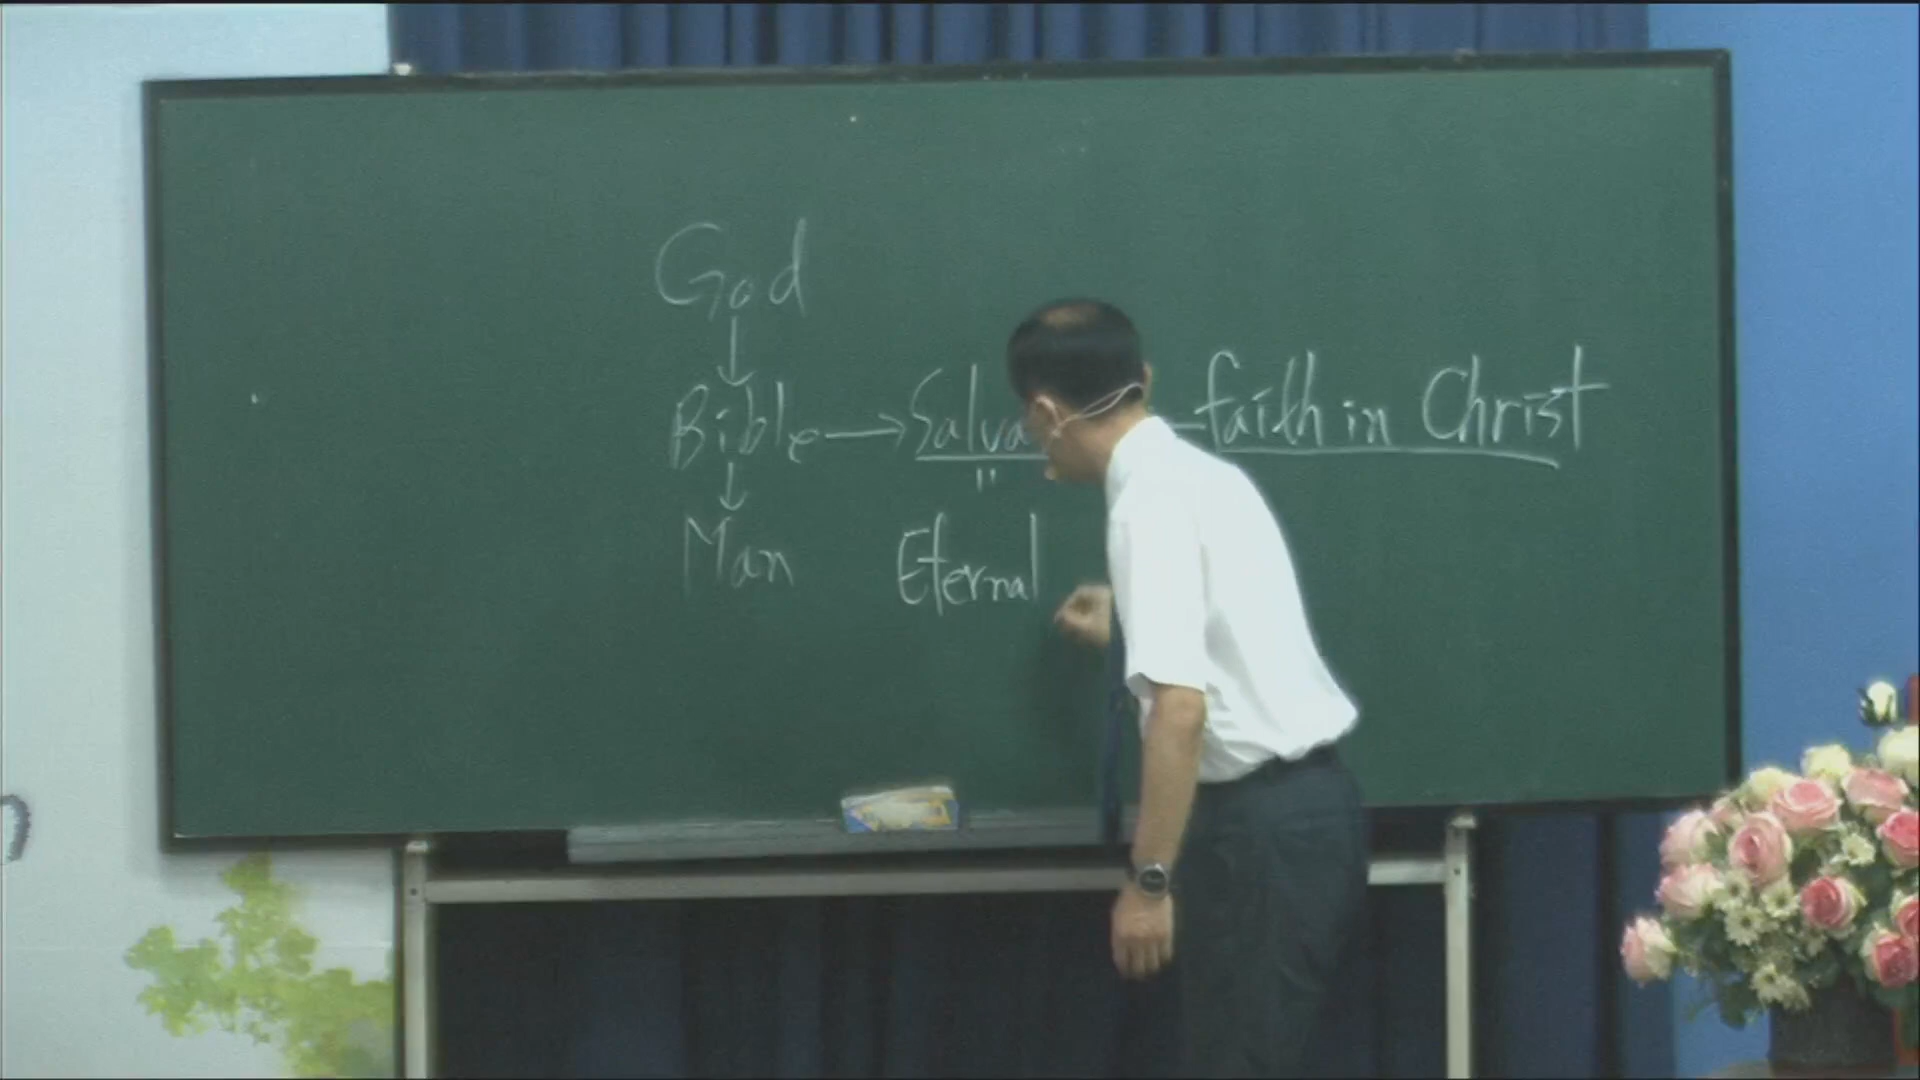 God
↓
Bible → Salva — faith in Christ
↓ "
Man Eternal